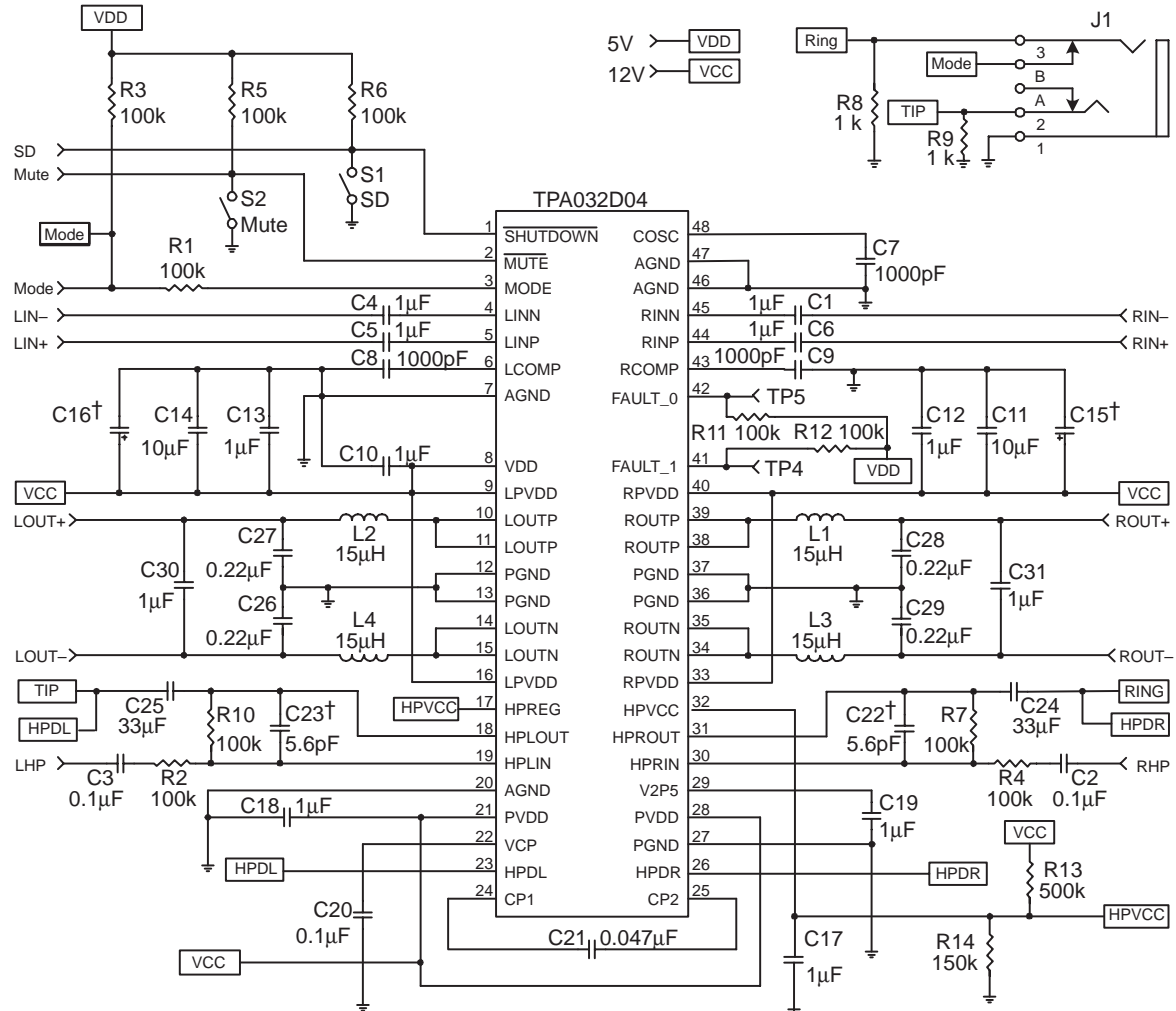 VDD
R3
100k
R5
100k
R6
100k
SD
Mute
S1
SD
S2
Mute
Mode
R1
100k
Mode
5V
VDD
12V
VCC
J1
Ring
3
Mode
B
R8
1 k
TIP
A
R9
1 k
2
1
TPA032D04
1
SHUTDOWN
COSC
48
2
MUTE
AGND
47
3
MODE
AGND
46
4
LINN
RINN
45
5
LINP
RINP
44
6
LCOMP
RCOMP
43
7
AGND
FAULT_0
42
8
VDD
FAULT_1
41
9
LPVDD
RPVDD
40
10
LOUTP
ROUTP
39
11
LOUTP
ROUTP
38
12
PGND
PGND
37
13
PGND
PGND
36
14
LOUTN
ROUTN
35
15
LOUTN
ROUTN
34
16
LPVDD
RPVDD
33
17
HPREG
HPVCC
32
18
HPLOUT
HPROUT
31
19
HPLIN
HPRIN
30
20
AGND
V2P5
29
21
PVDD
PVDD
28
22
VCP
PGND
27
23
HPDL
HPDR
26
24
CP1
CP2
25
LIN–
C4 1µF
LIN+
C5 1µF
C8 1000pF
C16†
C14
10µF
C13
1µF
C10 1µF
VCC
LOUT+
C27
0.22µF
L2
15µH
C30
1µF
C26
0.22µF
L4
15µH
LOUT–
TIP
HPDL
C25
33µF
R10
100k
C23†
5.6pF
HPVCC
LHP
C3
0.1µF
R2
100k
C18 1µF
HPDL
C20
0.1µF
VCC
C21 0.047µF
C7
1000pF
1µF C1
RIN–
1µF C6
RIN+
1000pF C9
TP5
R11 100k
R12 100k
TP4
VDD
C12
1µF
C11
10µF
C15†
VCC
ROUT+
L1
15µH
C28
0.22µF
C31
1µF
C29
0.22µF
L3
15µH
ROUT–
RING
HPDR
C22†
5.6pF
R7
100k
C24
33µF
R4
100k
C2
0.1µF
RHP
C19
1µF
VCC
R13
500k
HPDR
HPVCC
C17
1µF
R14
150k